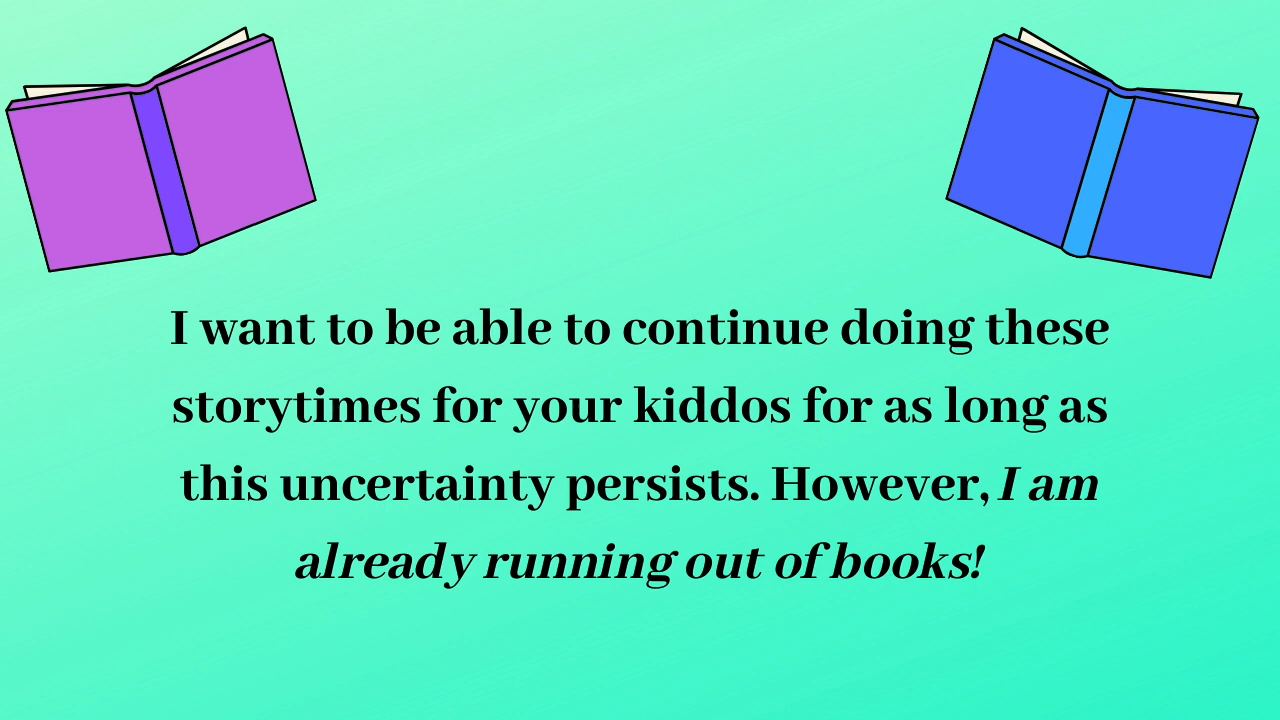 I want to be able to continue doing these
storytimes for your kiddos for as long as
this uncertainty persists. However, I am
already running out of books!